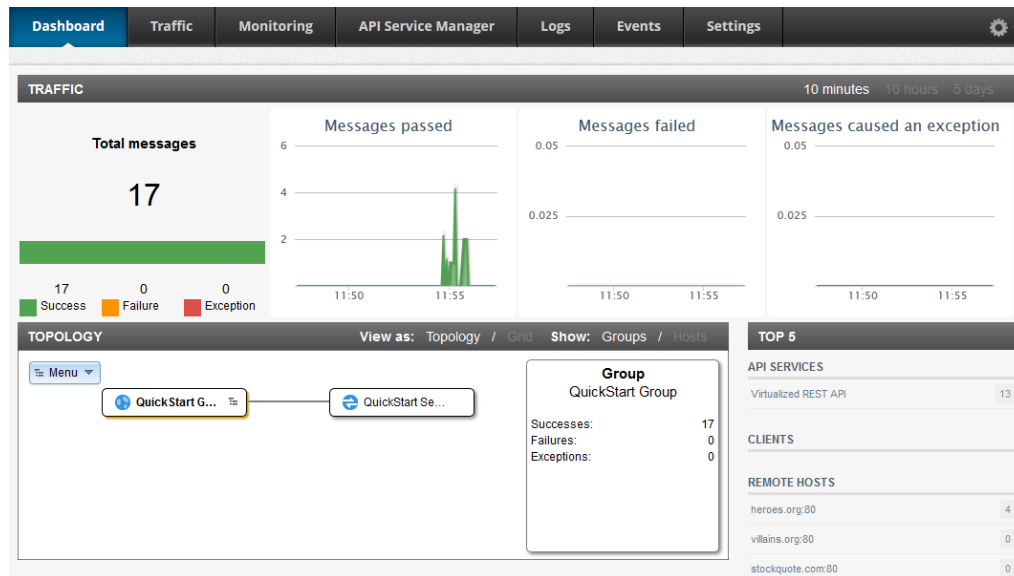 Dashboard Traffic Monitoring API Service Manager Logs Events Settings
TRAFFIC 10 minutes 10 hours 5 days
Total messages
17
17 0 0
Success Failure Exception
Messages passed
6
4
2
11:50 11:55
Messages failed
0.05
0.025
11:50 11:55
Messages caused an exception
0.05
0.025
11:50 11:55
TOPOLOGY View as: Topology / Grid Show: Groups / Hosts
Menu
QuickStart G...
QuickStart Se...
Group
QuickStart Group
Successes: 17
Failures: 0
Exceptions: 0
TOP 5
API SERVICES
Virtualized REST API 13
CLIENTS
REMOTE HOSTS
heroes.org:80 4
villains.org:80 0
stockquote.com:80 0